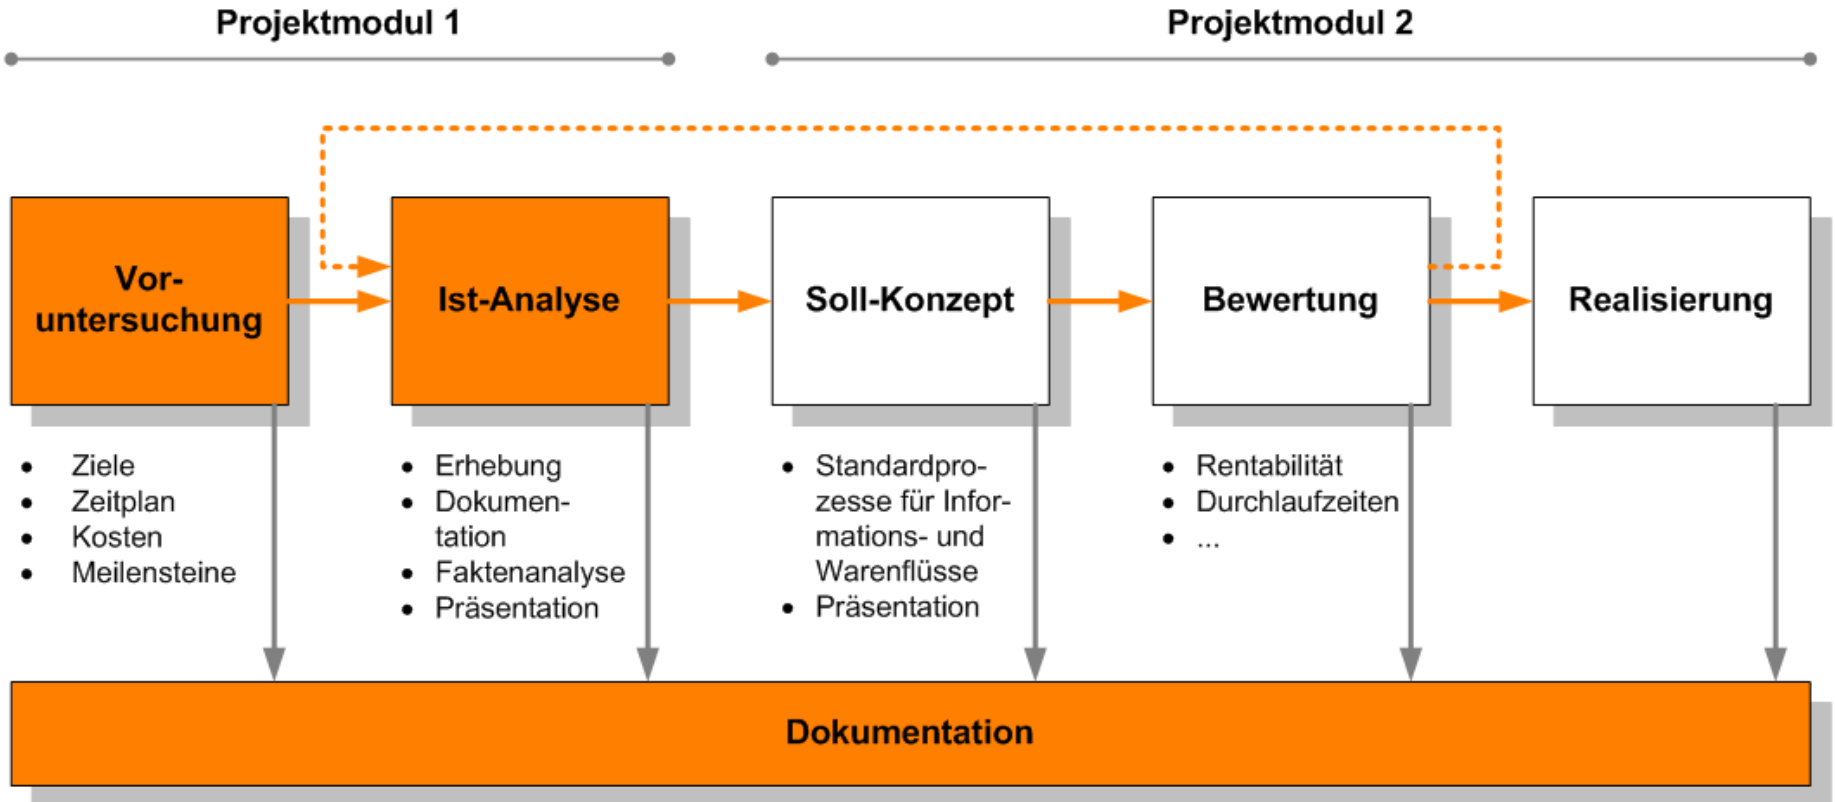 Projektmodul 1
Projektmodul 2
Vor-
untersuchung
Ist-Analyse
Soll-Konzept
Bewertung
Realisierung
• Ziele
• Zeitplan
• Kosten
• Meilensteine
• Erhebung
• Dokumen-
tation
• Faktenanalyse
• Präsentation
• Standardpro-
zesse für Infor-
mations- und
Warenflüsse
• Präsentation
• Rentabilität
• Durchlaufzeiten
• ...
Dokumentation